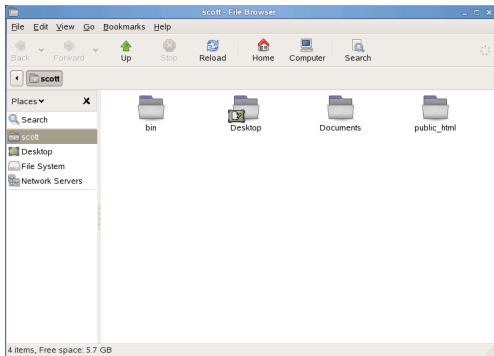 scott - File Browser
File Edit View Go Bookmarks Help
Back Forward Up Stop Reload Home Computer Search
scott
Places
Search
scott
Desktop
File System
Network Servers
bin Desktop Documents public_html
4 items, Free space: 5.7 GB